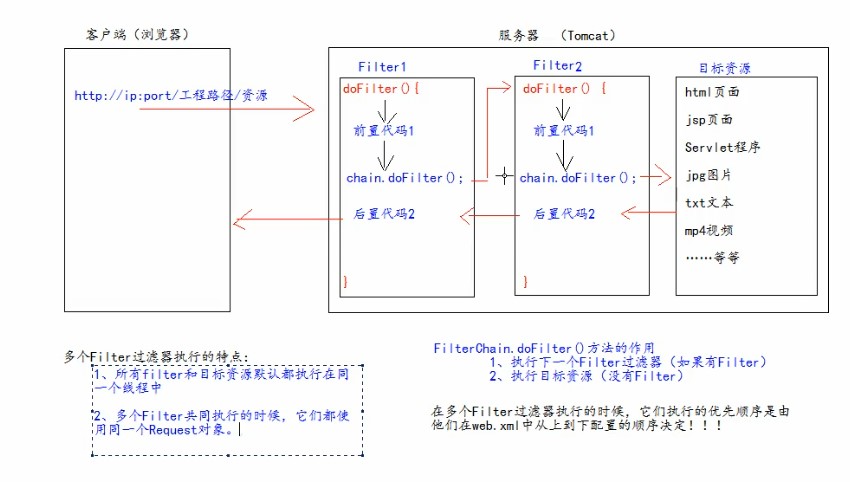 客户端（浏览器）
http://ip:port/工程路径/资源
服务器 （Tomcat）
Filter1
doFilter(){
前置代码1
chain.doFilter();
后置代码2
}
Filter2
doFilter() {
前置代码1
chain.doFilter();
后置代码2
}
目标资源
html页面
jsp页面
Servlet程序
jpg图片
txt文本
mp4视频
……等等
多个Filter过滤器执行的特点：
1、所有filter和目标资源默认都执行在同
一个线程中
2、多个Filter共同执行的时候，它们都使
用同一个Request对象。
FilterChain.doFilter()方法的作用
1、执行下一个Filter过滤器（如果有Filter）
2、执行目标资源（没有Filter）
在多个Filter过滤器执行的时候，它们执行的优先顺序是由
他们在web.xml中从上到下配置的顺序决定！！！